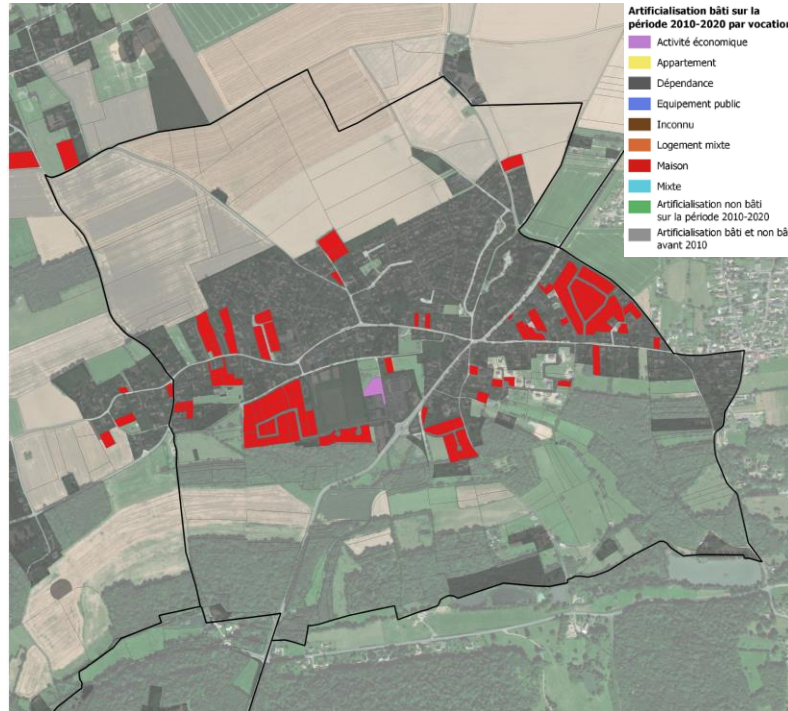 Artificialisation bâti sur la
période 2010-2020 par vocation
Activité économique
Appartement
Dépendance
Equipement public
Inconnu
Logement mixte
Maison
Mixte
Artificialisation non bâti
sur la période 2010-2020
Artificialisation bâti et non bâ
avant 2010